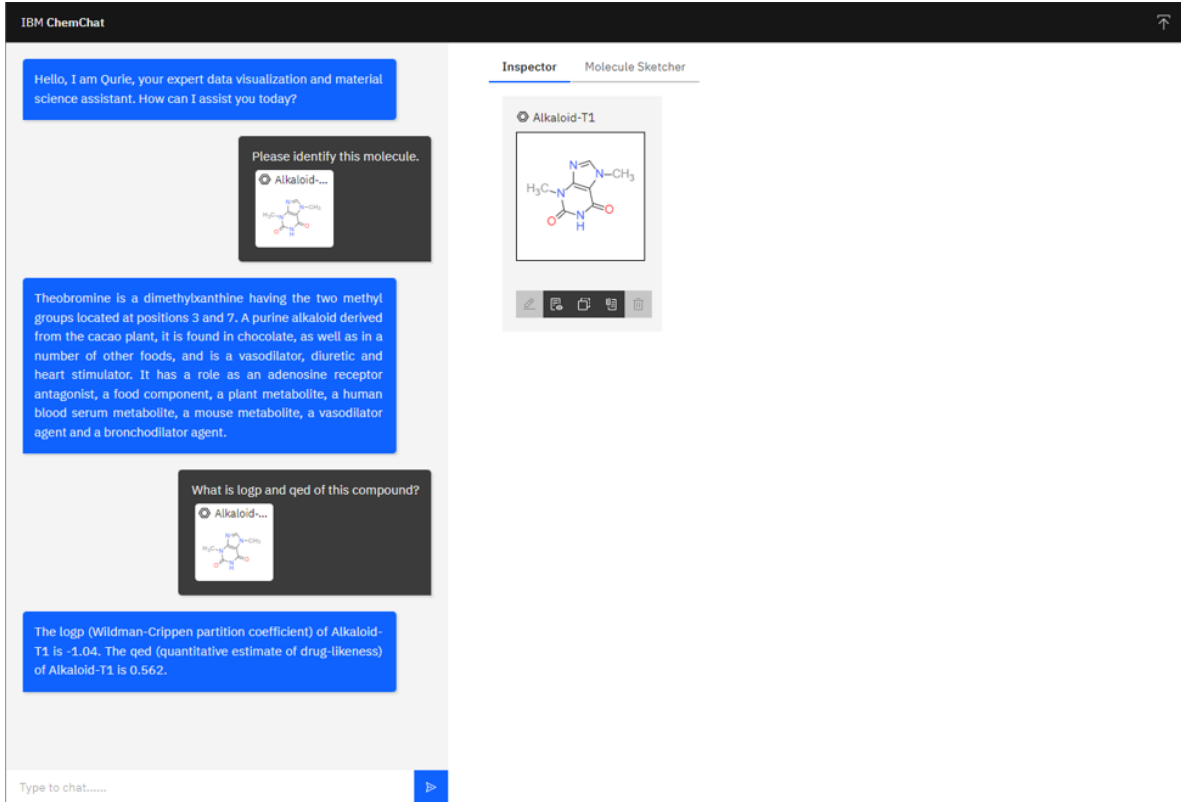 IBM ChemChat
Hello, I am Qurie, your expert data visualization and material
science assistant. How can I assist you today?
Please identify this molecule.
Alkaloid-...
N
N-CH₃
H₃C-N
O
N
H
O
Theobromine is a dimethylxanthine having the two methyl
groups located at positions 3 and 7. A purine alkaloid derived
from the cacao plant, it is found in chocolate, as well as in a
number of other foods, and is a vasodilator, diuretic and
heart stimulator. It has a role as an adenosine receptor
antagonist, a food component, a plant metabolite, a human
blood serum metabolite, a mouse metabolite, a vasodilator
agent and a bronchodilator agent.
What is logp and qed of this compound?
Alkaloid-...
N
N-CH₃
H₃C-N
O
N
H
O
The logp (Wildman-Crippen partition coefficient) of Alkaloid-
T1 is -1.04. The qed (quantitative estimate of drug-likeness)
of Alkaloid-T1 is 0.562.
Type to chat......
Inspector Molecule Sketcher
Alkaloid-T1
N
N-CH₃
H₃C-N
O
N
H
O